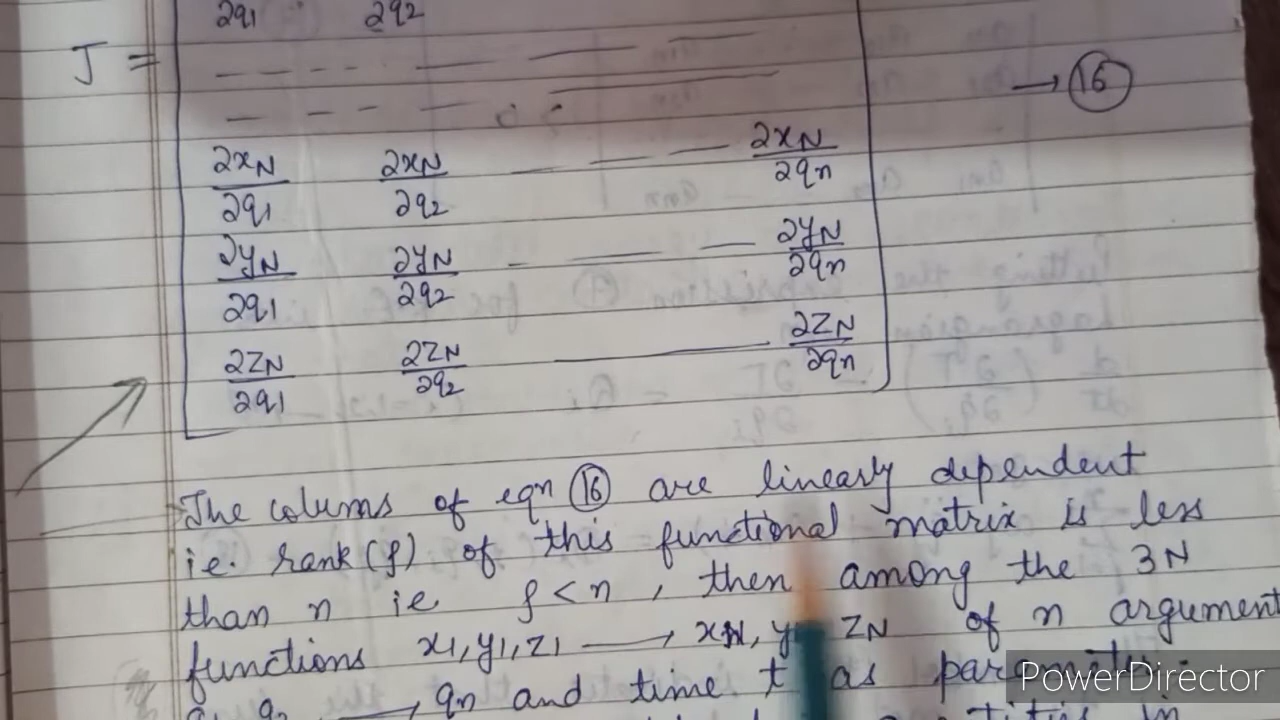 ∂q1 ∂q2
J =
→ (16)
∂xN/∂q1 ∂xN/∂q2 — — — ∂xN/∂qn
∂yN/∂q1 ∂yN/∂q2 - — — — ∂yN/∂qn
∂ZN/∂q1 ∂ZN/∂q2 ——— ∂ZN/∂qn
The colums of eqn (16) are linearly dependent
i.e. rank (ρ) of this functional matrix is less
than n ie ρ < n , then among the 3N
functions x1, y1, z1 ⟶ xN, y ZN of n argument
qn and time t as
PowerDirector